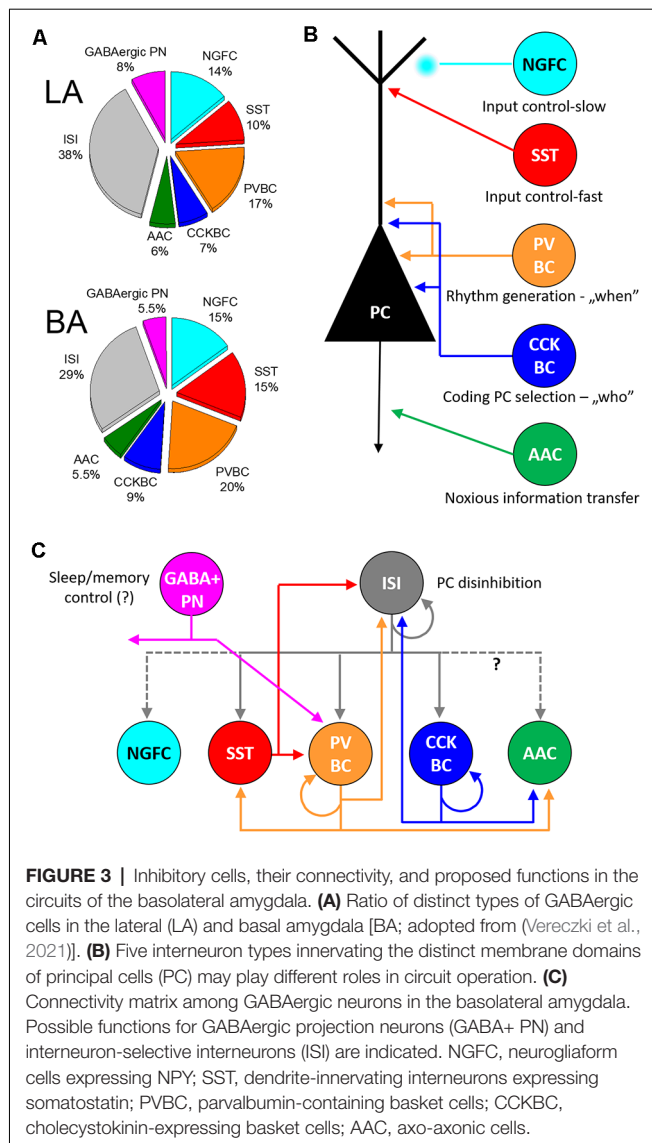 A
LA
GABAergic PN
8%
NGFC
14%
SST
10%
PVBC
17%
CCKBC
7%
AAC
6%
ISI
38%
BA
GABAergic PN
5.5%
NGFC
15%
SST
15%
PVBC
20%
CCKBC
9%
AAC
5.5%
ISI
29%
B
NGFC
Input control-slow
SST
Input control-fast
PV
BC
Rhythm generation - „when”
CCK
BC
Coding PC selection – „who”
AAC
Noxious information transfer
PC
C
Sleep/memory
control (?)
GABA+
PN
ISI
PC disinhibition
?
NGFC
SST
PV
BC
CCK
BC
AAC
FIGURE 3 | Inhibitory cells, their connectivity, and proposed functions in the
circuits of the basolateral amygdala. (A) Ratio of distinct types of GABAergic
cells in the lateral (LA) and basal amygdala [BA; adopted from (Vereczki et al.,
2021)]. (B) Five interneuron types innervating the distinct membrane domains
of principal cells (PC) may play different roles in circuit operation. (C)
Connectivity matrix among GABAergic neurons in the basolateral amygdala.
Possible functions for GABAergic projection neurons (GABA+ PN) and
interneuron-selective interneurons (ISI) are indicated. NGFC, neurogliaform
cells expressing NPY; SST, dendrite-innervating interneurons expressing
somatostatin; PVBC, parvalbumin-containing basket cells; CCKBC,
cholecystokinin-expressing basket cells; AAC, axo-axonic cells.